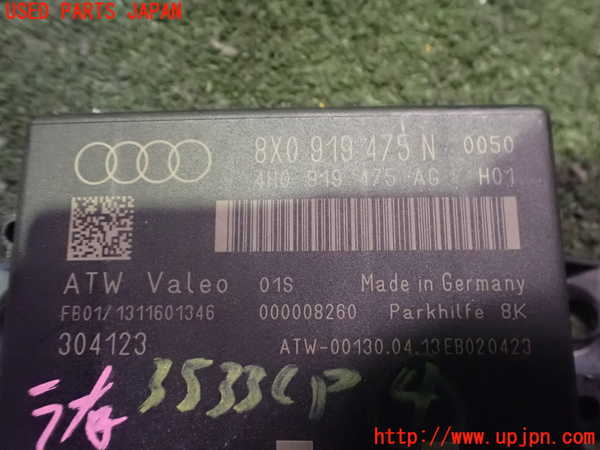 USED PARTS JAPAN
8X0 919 475 N 0050
4H0 919 475 AG H01
ATW Valeo 01S Made in Germany
FB01/1311601346 000008260 Parkhilfe 8K
304123 ATW-00130.04.13EB020423
3533CP 4
http://www.upjpn.com